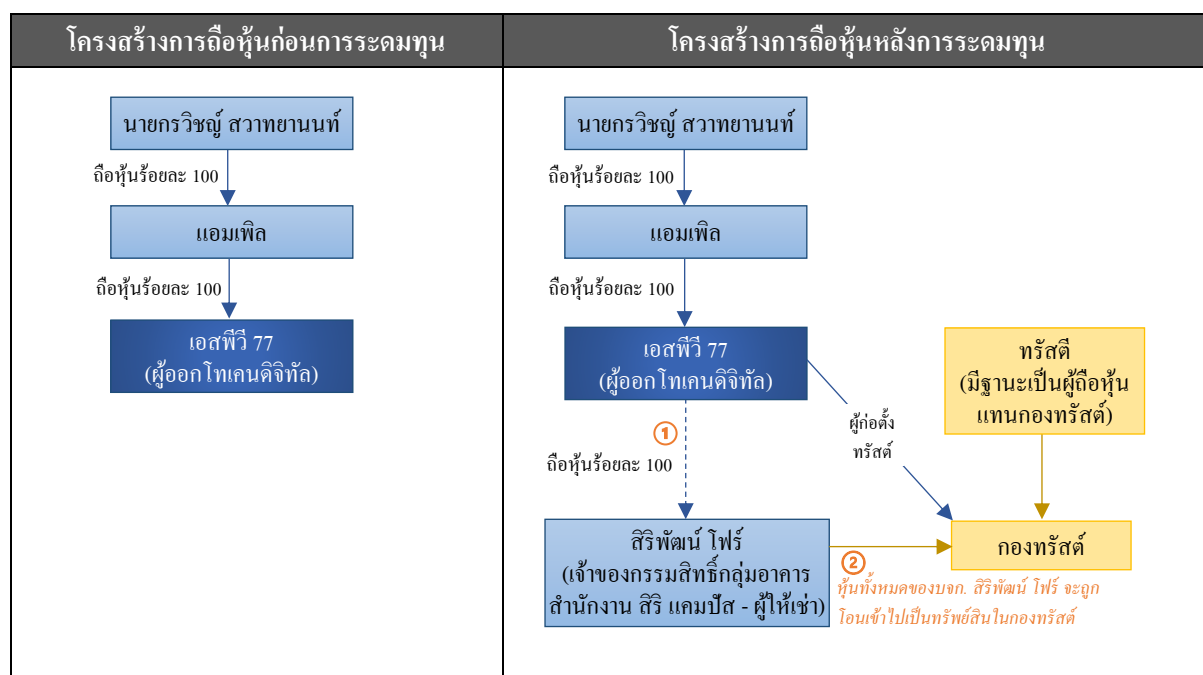 โครงสร้างการถือหุ้นก่อนการระดมทุน
นายกรวิชญ์ สวาทยานนท์
ถือหุ้นร้อยละ 100
แอมเพิล
ถือหุ้นร้อยละ 100
เอสพีวี 77
(ผู้ออกโทเคนดิจิทัล)
โครงสร้างการถือหุ้นหลังการระดมทุน
นายกรวิชญ์ สวาทยานนท์
ถือหุ้นร้อยละ 100
แอมเพิล
ถือหุ้นร้อยละ 100
เอสพีวี 77
(ผู้ออกโทเคนดิจิทัล)
ทรัสตี
(มีฐานะเป็นผู้ถือหุ้น
แทนกองทรัสต์)
①
ถือหุ้นร้อยละ 100
ผู้ก่อตั้ง
ทรัสต์
สิริพัฒน์ โฟร์
(เจ้าของกรรมสิทธิ์กลุ่มอาคาร
สำนักงาน สิริ แคมปัส - ผู้ให้เช่า)
กองทรัสต์
②
หุ้นทั้งหมดของบจก. สิริพัฒน์ โฟร์ จะถูก
โอนเข้าไปเป็นทรัพย์สินในกองทรัสต์